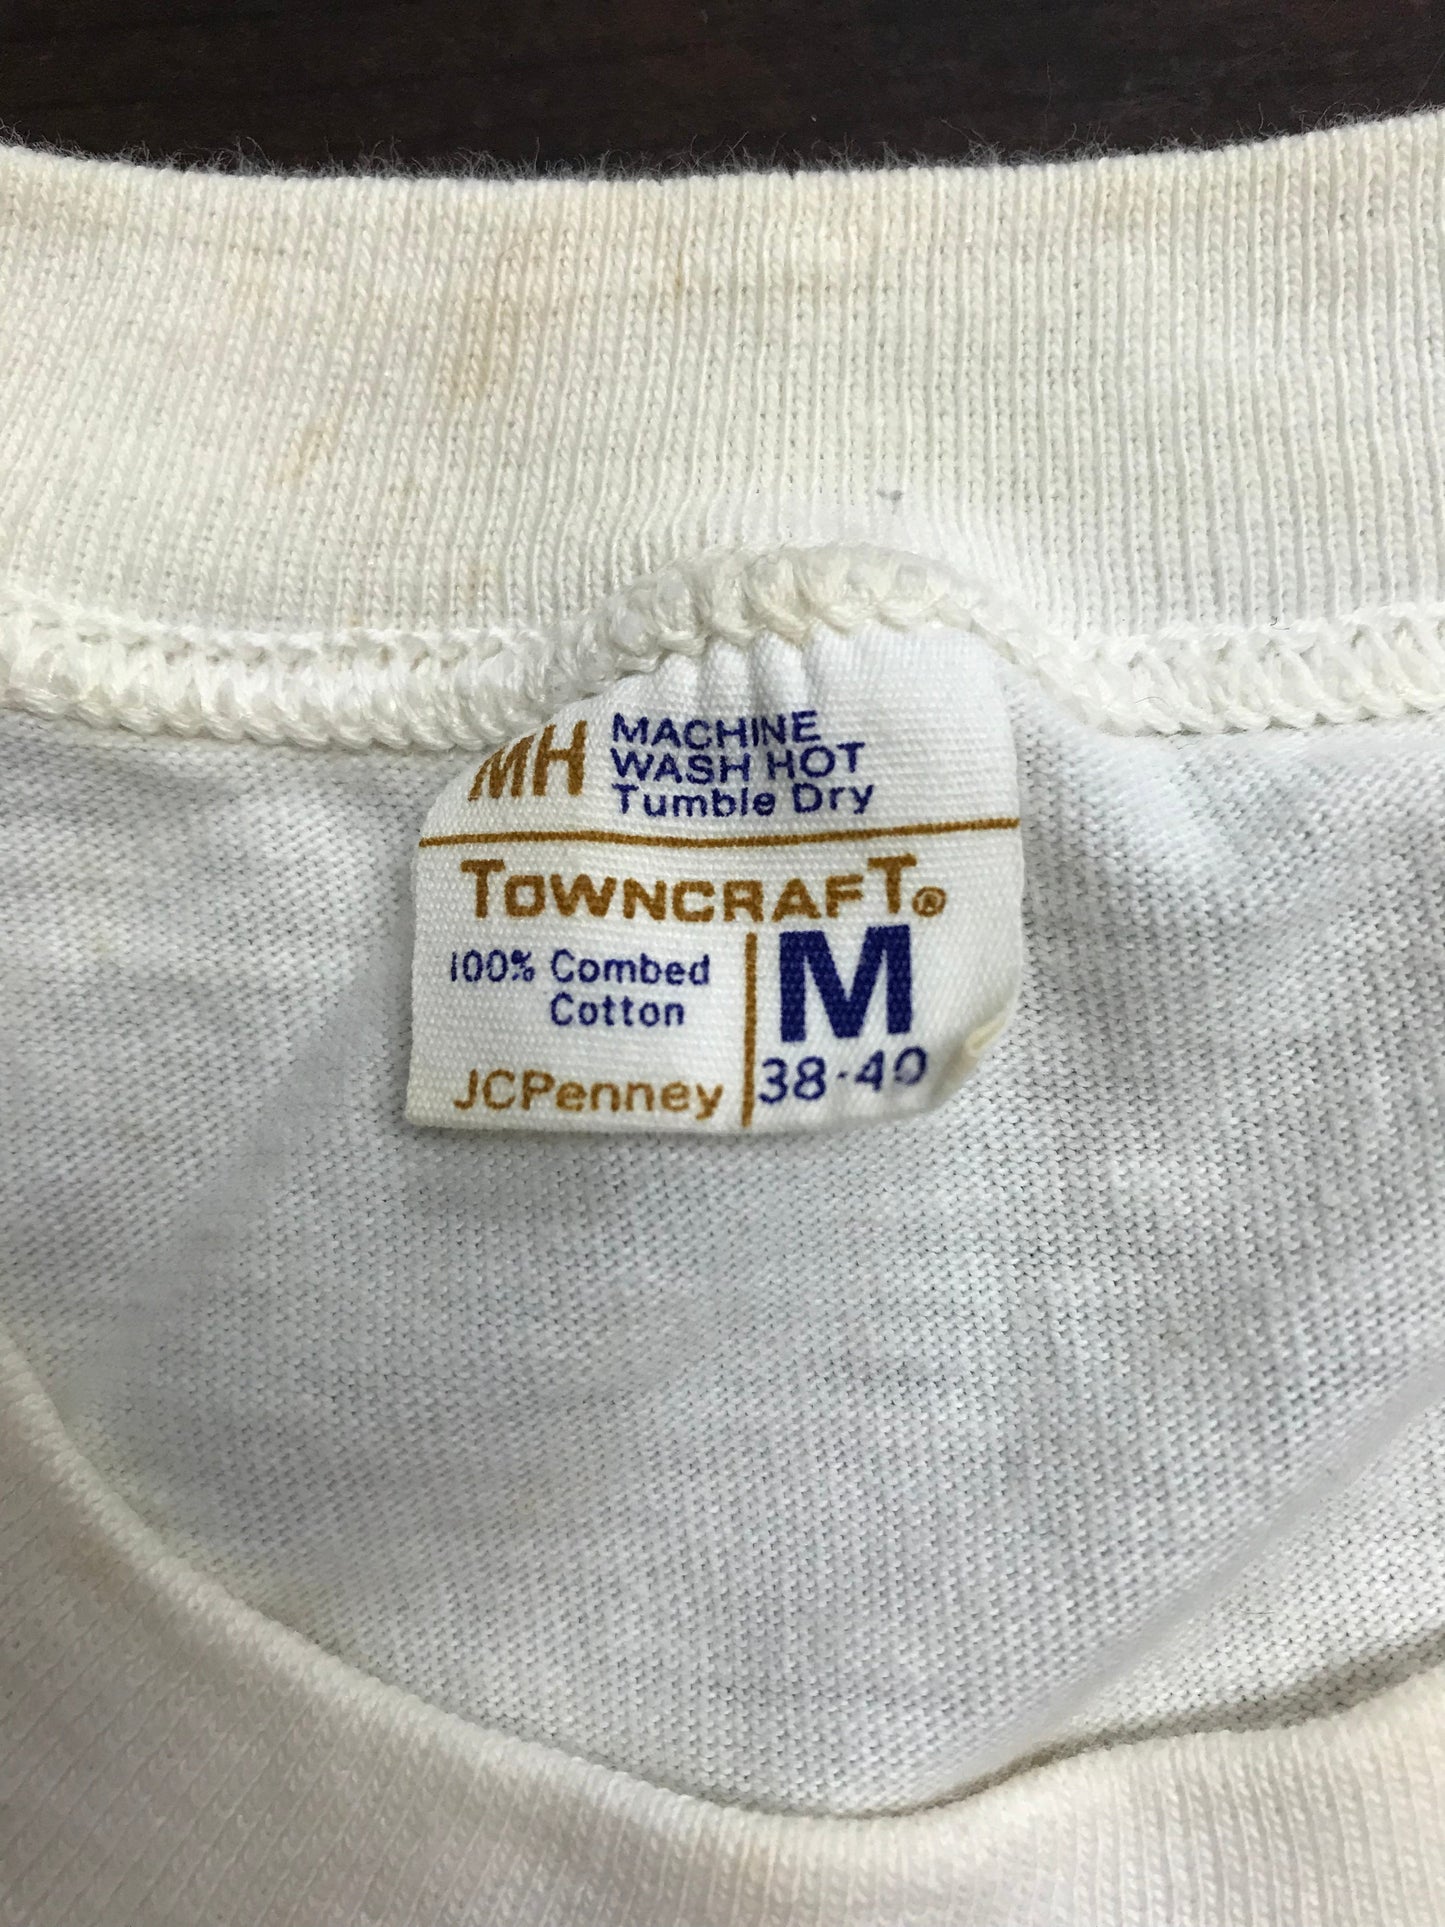 MH MACHINE
WASH HOT
Tumble Dry
TOWNCRAFT®
100% Combed
Cotton
M
JCPenney
38-40